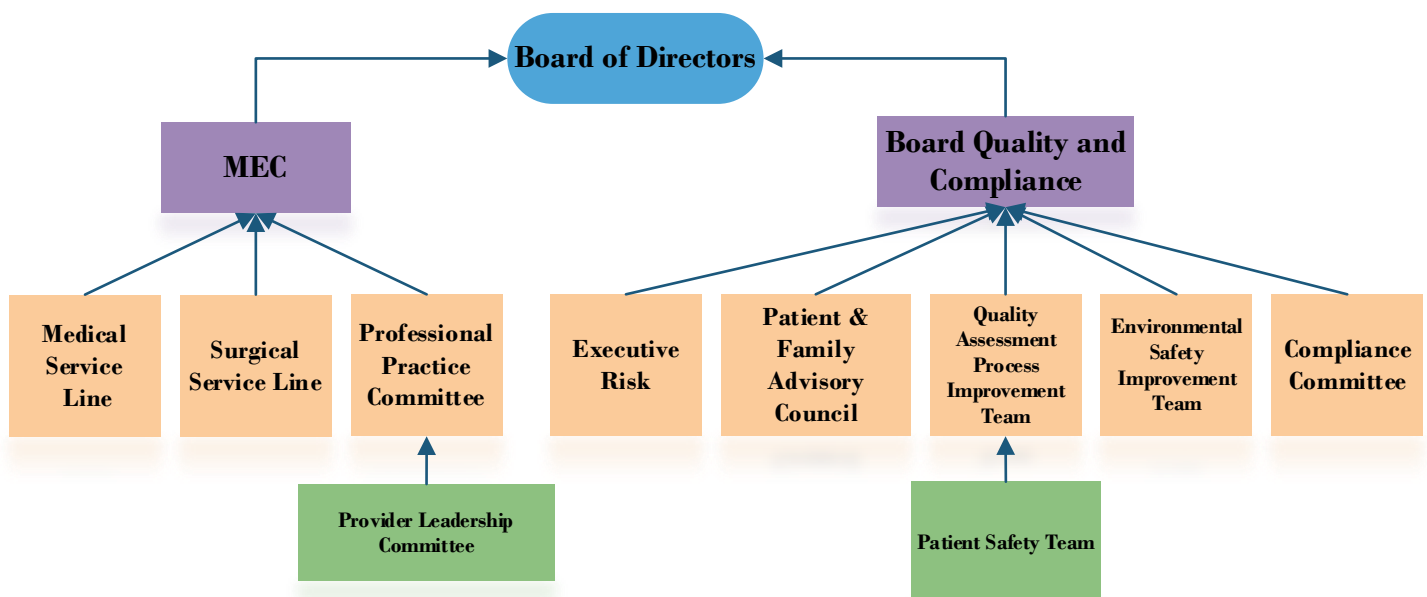 Board of Directors
MEC
Board Quality and
Compliance
Medical
Service
Line
Surgical
Service Line
Professional
Practice
Committee
Executive
Risk
Patient &
Family
Advisory
Council
Quality
Assessment
Process
Improvement
Team
Environmental
Safety
Improvement
Team
Compliance
Committee
Provider Leadership
Committee
Patient Safety Team